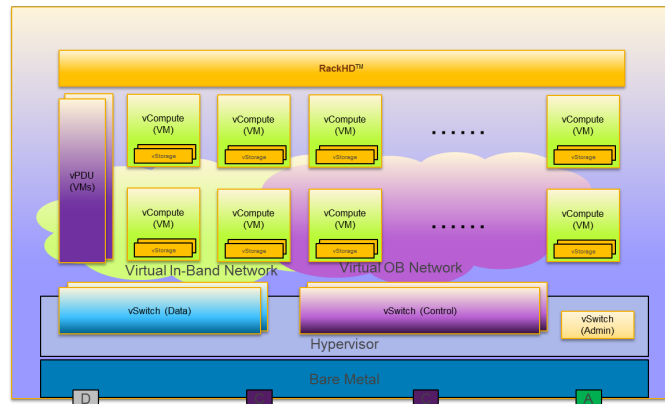 RackHD™
vCompute
(VM)
vStorage
vCompute
(VM)
vStorage
vCompute
(VM)
vStorage
......
vCompute
(VM)
vStorage
vPDU
(VMs)
vCompute
(VM)
vStorage
vCompute
(VM)
vStorage
vCompute
(VM)
vStorage
......
vCompute
(VM)
vStorage
Virtual In-Band Network
Virtual OB Network
vSwitch (Data)
vSwitch (Control)
vSwitch
(Admin)
Hypervisor
Bare Metal
D
C
C
A